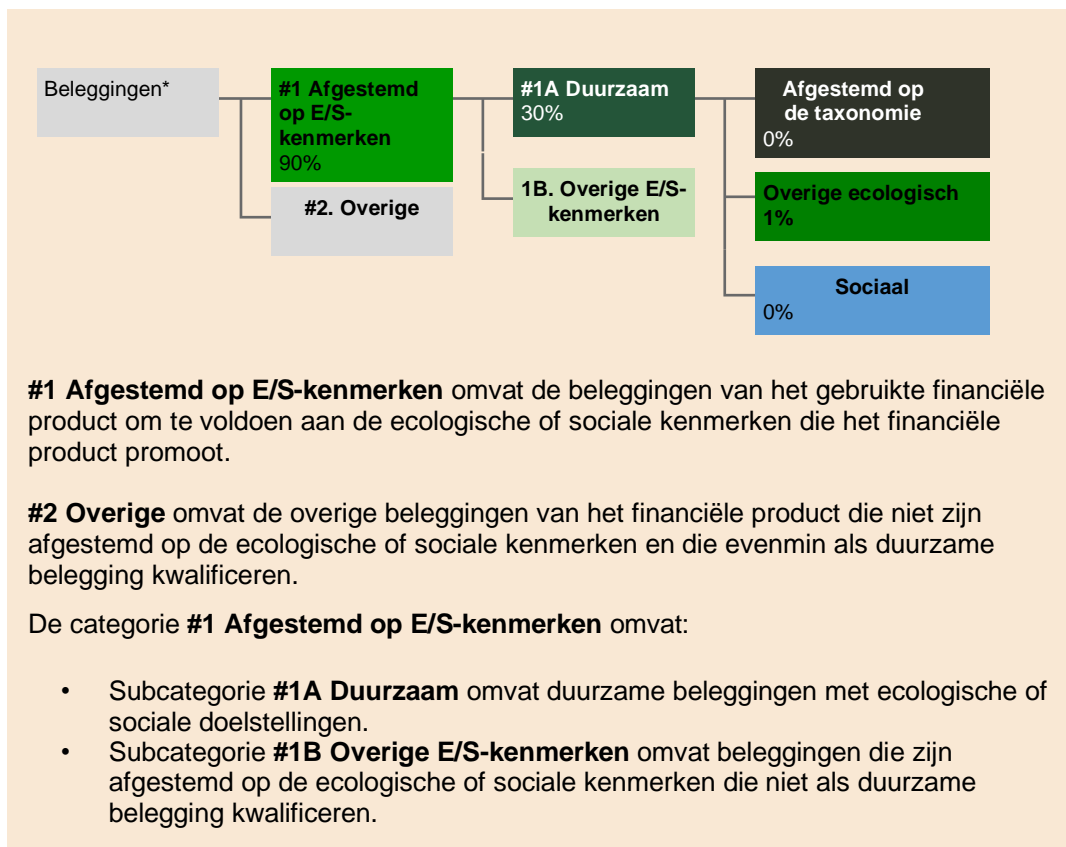 Beleggingen*
#1 Afgestemd
op E/S-
kenmerken
90%
#2. Overige
#1A Duurzaam
30%
1B. Overige E/S-
kenmerken
Afgestemd op
de taxonomie
0%
Overige ecologisch
1%
Sociaal
0%
#1 Afgestemd op E/S-kenmerken omvat de beleggingen van het gebruikte financiële
product om te voldoen aan de ecologische of sociale kenmerken die het financiële
product promoot.
#2 Overige omvat de overige beleggingen van het financiële product die niet zijn
afgestemd op de ecologische of sociale kenmerken en die evenmin als duurzame
belegging kwalificeren.
De categorie #1 Afgestemd op E/S-kenmerken omvat:
• Subcategorie #1A Duurzaam omvat duurzame beleggingen met ecologische of
sociale doelstellingen.
• Subcategorie #1B Overige E/S-kenmerken omvat beleggingen die zijn
afgestemd op de ecologische of sociale kenmerken die niet als duurzame
belegging kwalificeren.